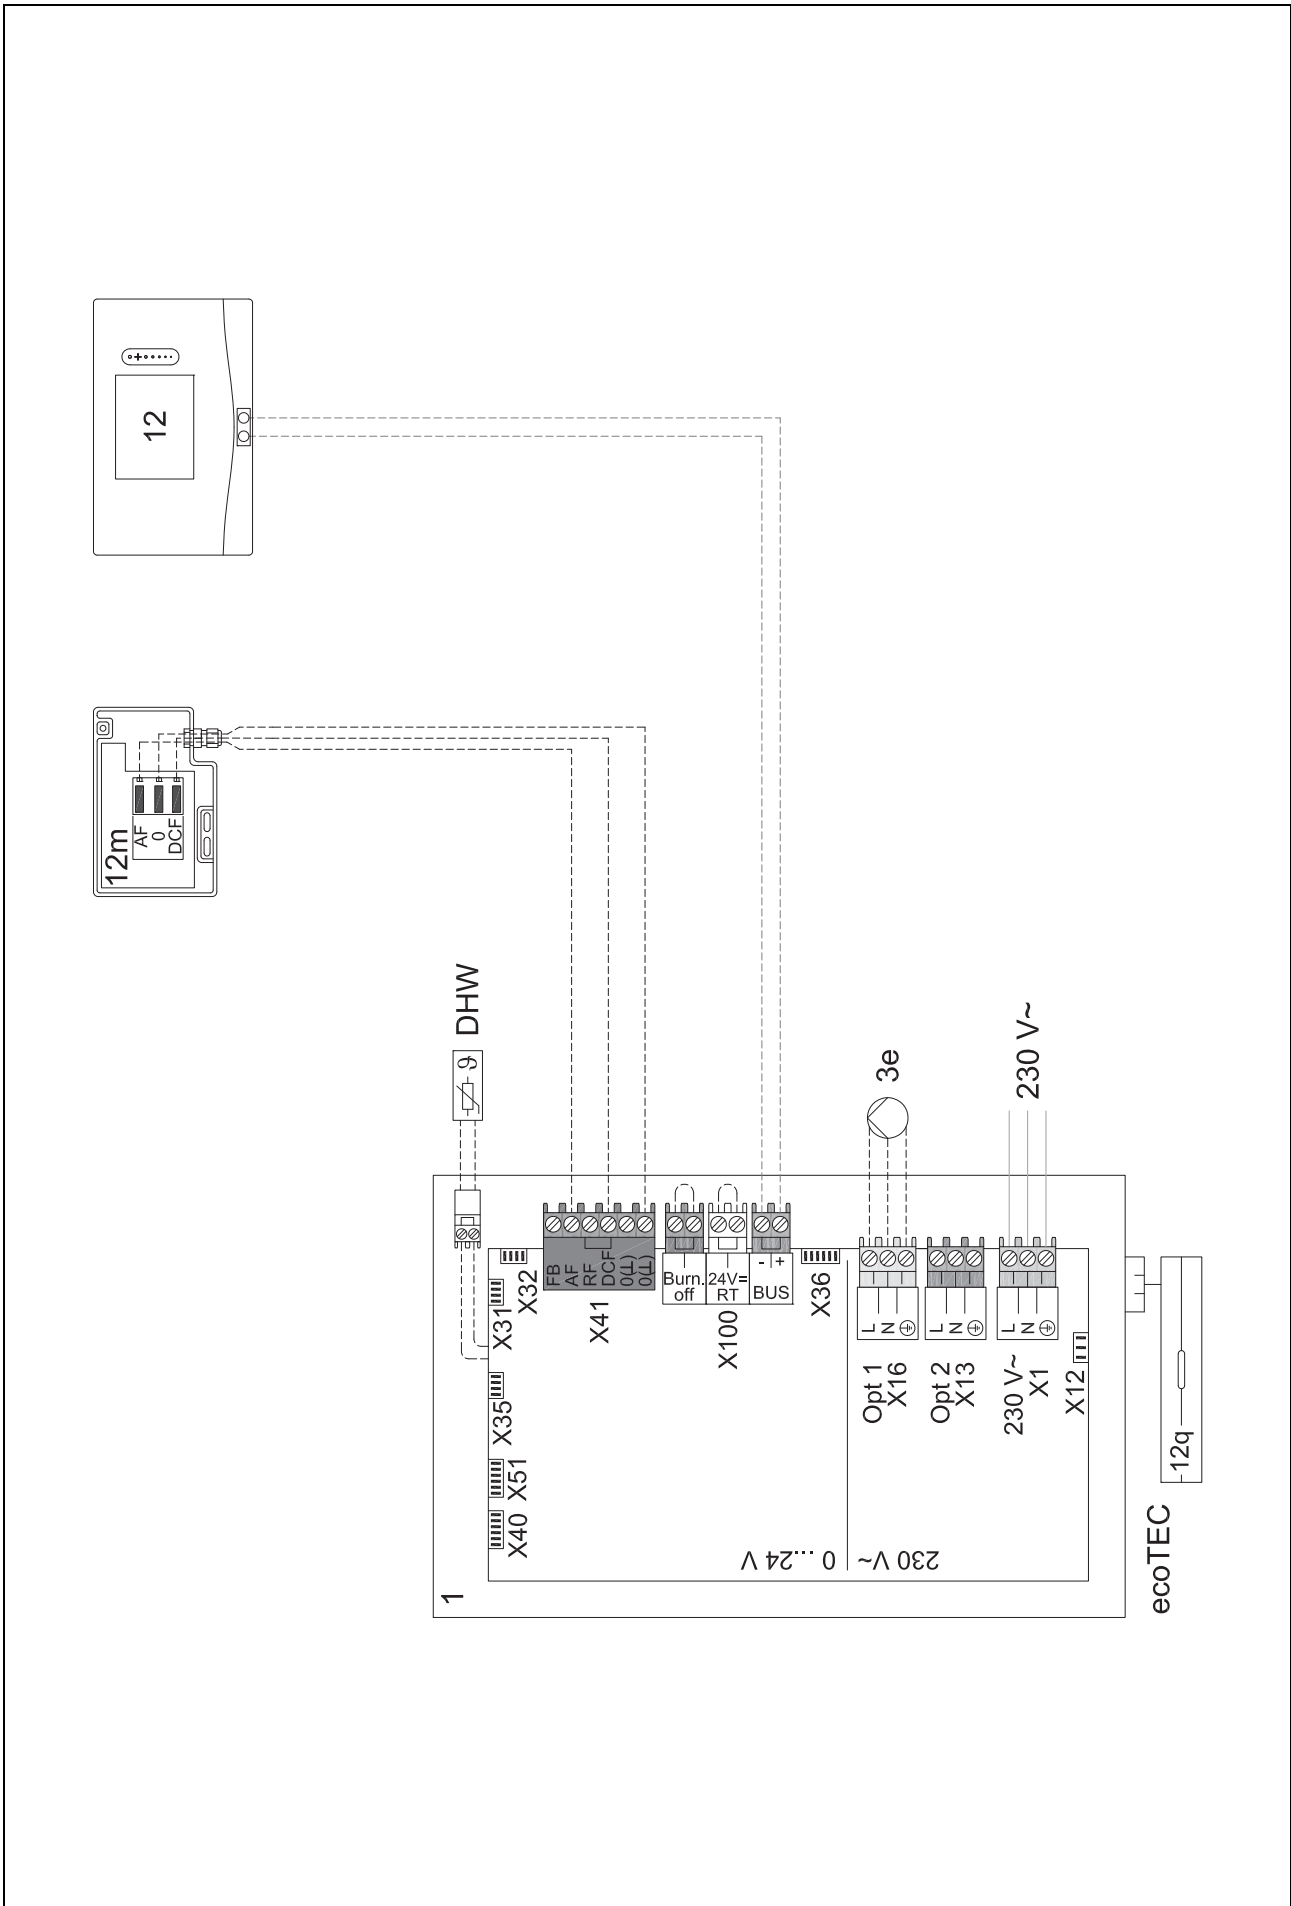 12
12m
AF
0
DCF
DHW
3e
230 V~
1
X40
X51
X35
X31
X32
X41
FB
AF
RF
DCF
0(⊥)
0(⊥)
Burn.
off
24V=
RT
X100
- +
BUS
X36
0 ...24 V
230 V~
Opt 1
X16
L
N
Opt 2
X13
L
N
230 V~
X1
L
N
X12
12q
ecoTEC